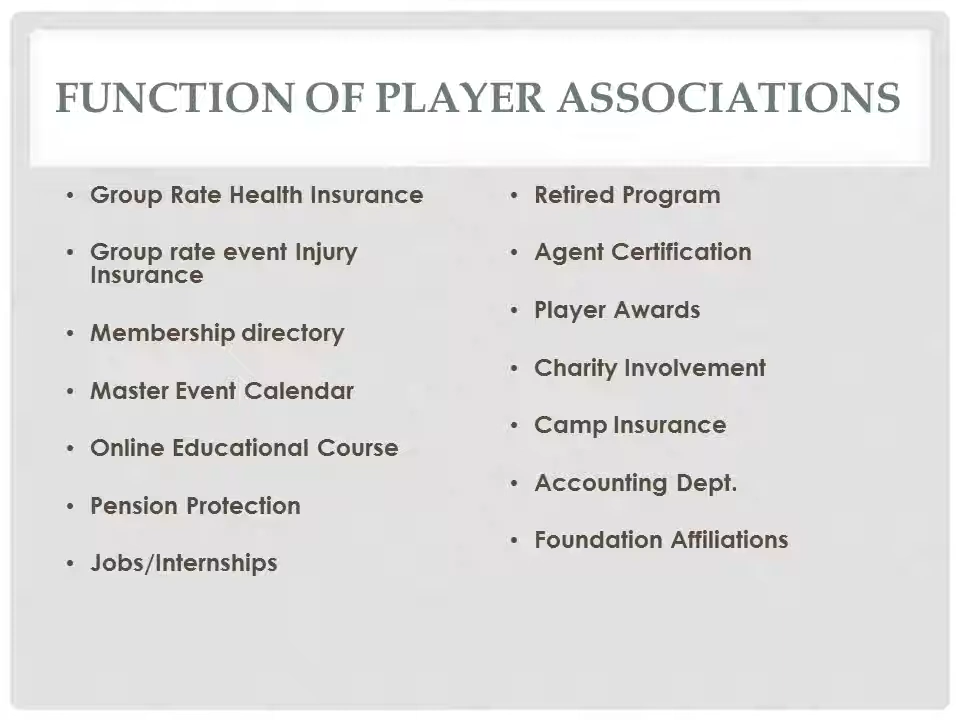 FUNCTION OF PLAYER ASSOCIATIONS
• Group Rate Health Insurance
• Group rate event Injury
Insurance
• Membership directory
• Master Event Calendar
• Online Educational Course
• Pension Protection
• Jobs/Internships
• Retired Program
• Agent Certification
• Player Awards
• Charity Involvement
• Camp Insurance
• Accounting Dept.
• Foundation Affiliations